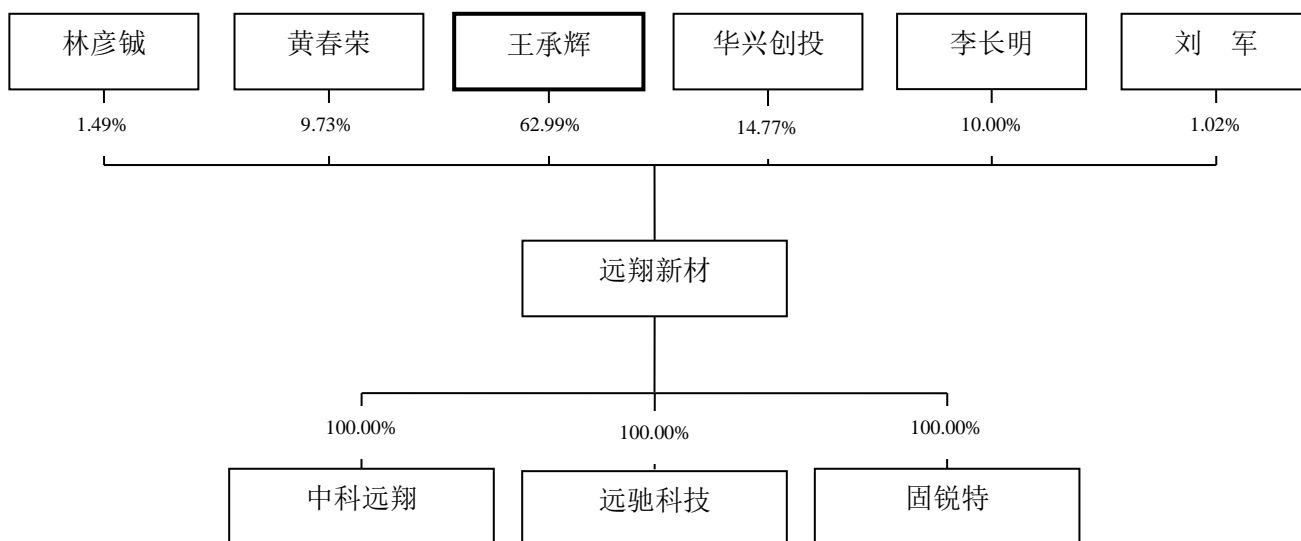 林彦铖 黄春荣 王承辉 华兴创投 李长明 刘 军
1.49% 9.73% 62.99% 14.77% 10.00% 1.02%
远翔新材
100.00% 100.00% 100.00%
中科远翔 远驰科技 固锐特